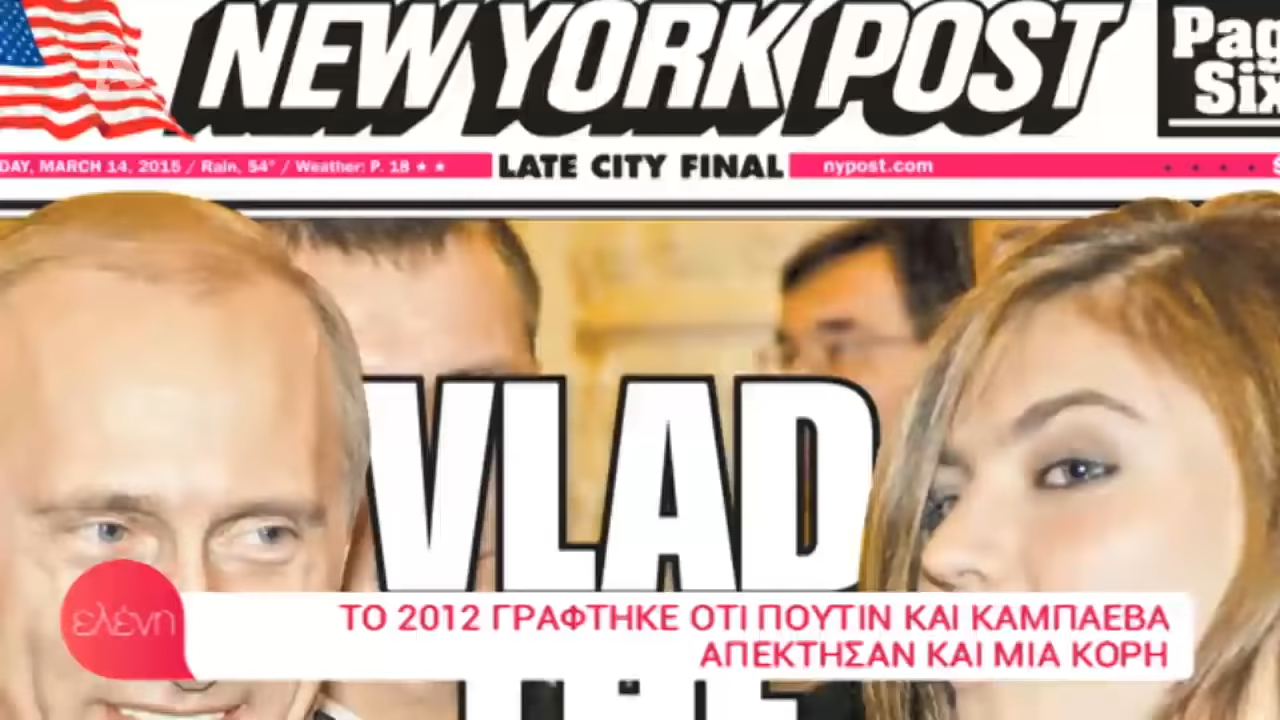 NEW YORK POST
Page
Six
DAY, MARCH 14, 2015 / Rain, 54° / Weather: P. 18 ★ ★
LATE CITY FINAL
nypost.com
VLAD
THE
ελένη
ΤΟ 2012 ΓΡΑΦΤΗΚΕ ΟΤΙ ΠΟΥΤΙΝ ΚΑΙ ΚΑΜΠΑΕΒΑ
ΑΠΕΚΤΗΣΑΝ ΚΑΙ ΜΙΑ ΚΟΡΗ